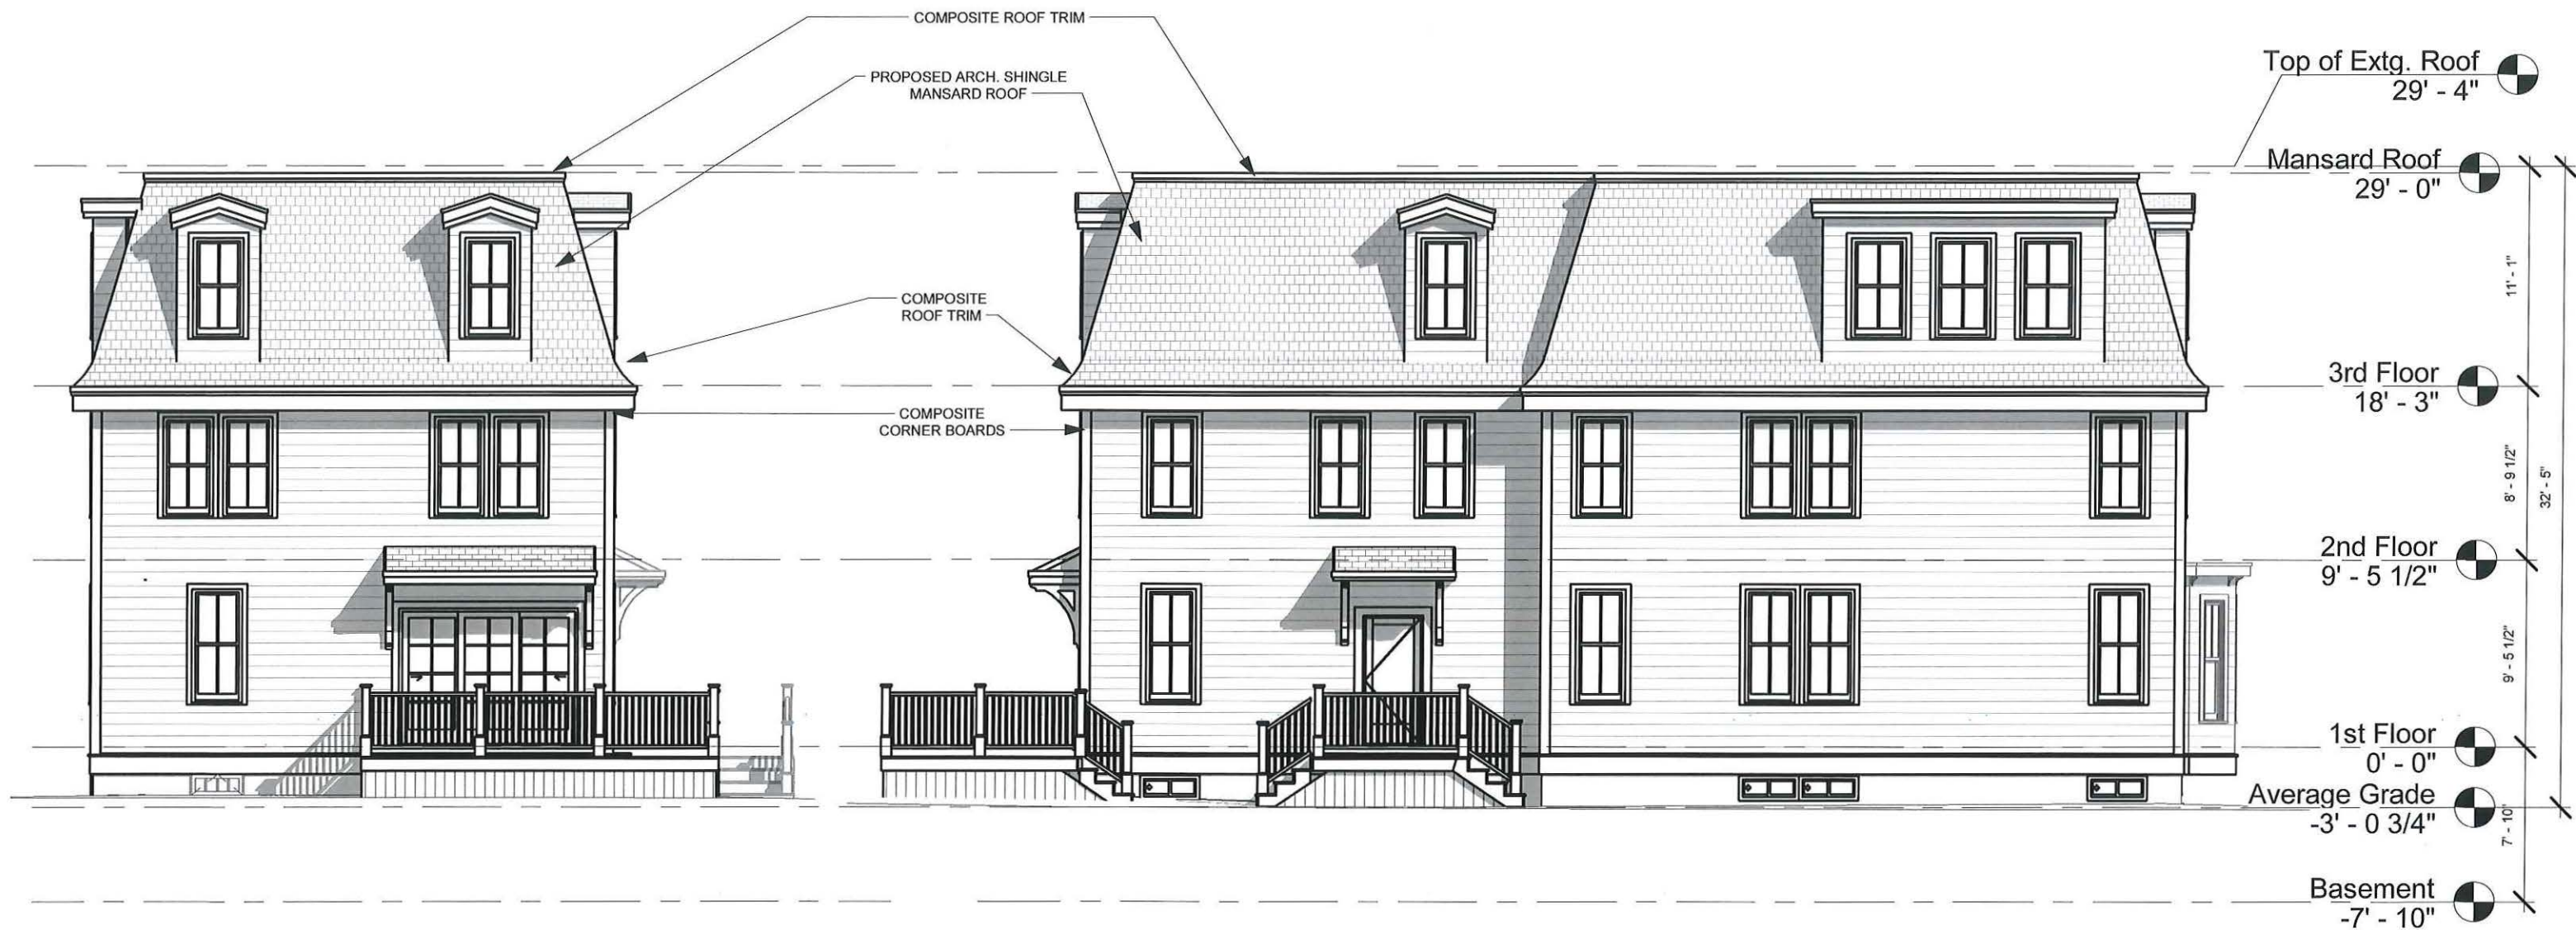 COMPOSITE ROOF TRIM
PROPOSED ARCH. SHINGLE
MANSARD ROOF
COMPOSITE
ROOF TRIM
COMPOSITE
CORNER BOARDS
Top of Extg. Roof
29' - 4"
Mansard Roof
29' - 0"
11' - 1"
3rd Floor
18' - 3"
8' - 9 1/2"
32' - 5"
2nd Floor
9' - 5 1/2"
9' - 5 1/2"
1st Floor
0' - 0"
Average Grade
-3' - 0 3/4"
7' - 10"
Basement
-7' - 10"